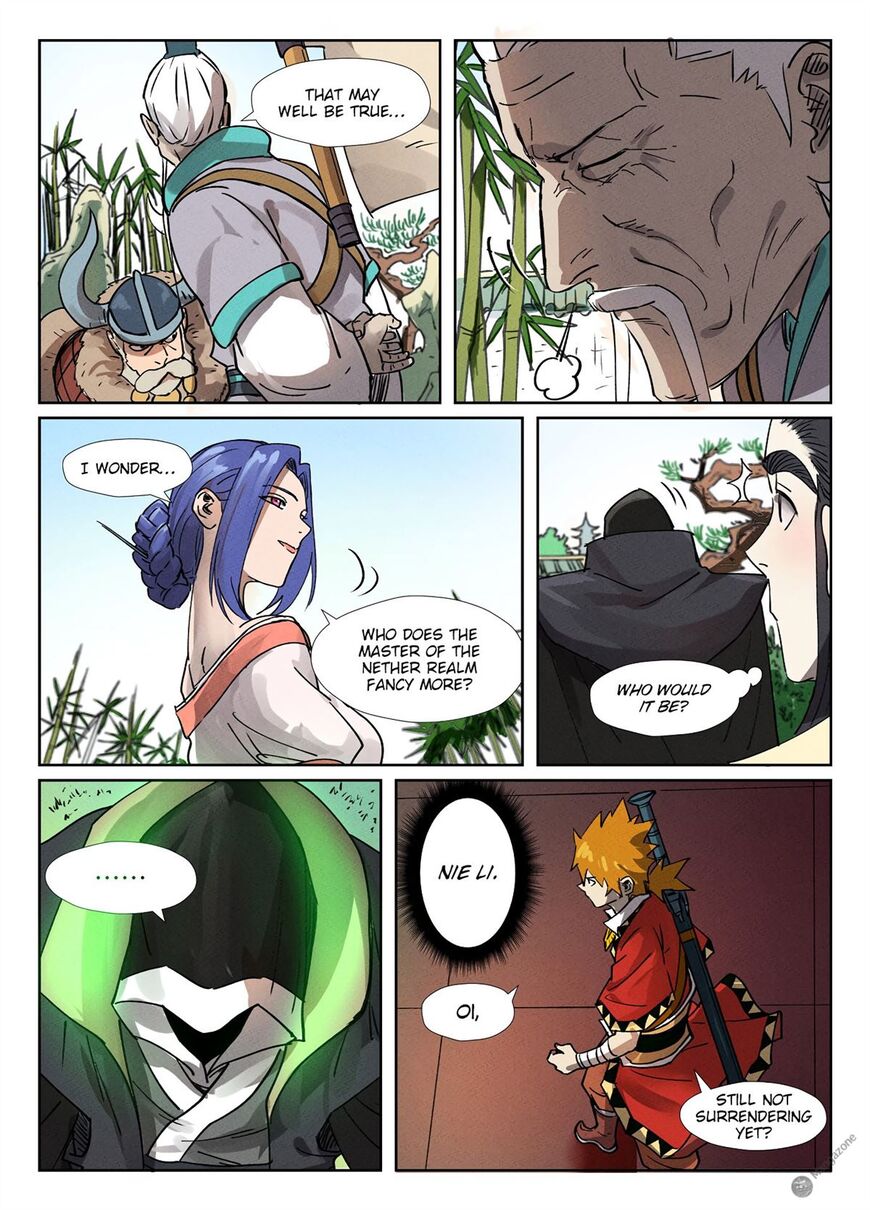 THAT MAY
WELL BE TRUE...
I WONDER...
WHO DOES THE
MASTER OF THE
NETHER REALM
FANCY MORE?
WHO WOULD
IT BE?
......
NIE LI.
OI,
STILL NOT
SURRENDERING
YET?